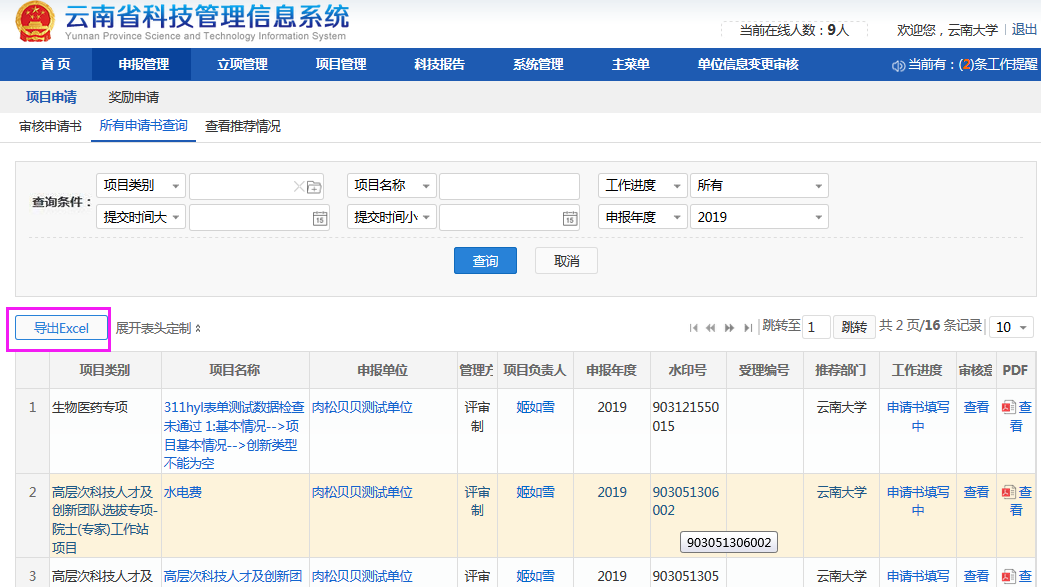 云南省科技管理信息系统
Yunnan Province Science and Technology Information System
当前在线人数：9人 欢迎您，云南大学 | 退出
首 页 申报管理 立项管理 项目管理 科技报告 系统管理 主菜单 单位信息变更审核 当前有：(2)条工作提醒
项目申请 奖励申请
审核申请书 所有申请书查询 查看推荐情况
查询条件：
项目类别 项目名称 工作进度 所有
提交时间大 提交时间小 申报年度 2019
查询 取消
导出Excel 展开表头定制 跳转至 1 跳转 共 2 页/16 条记录 10
项目类别 项目名称 申报单位 管理方 项目负责人 申报年度 水印号 受理编号 推荐部门 工作进度 审核意 PDF
1 生物医药专项 311hyl表单测试数据检查 肉松贝贝测试单位 评审 姬如雪 2019 903121550 云南大学 申请书填写 查看 查
未通过 1:基本情况-->项 制 015 中 看
目基本情况-->创新类型
不能为空
2 高层次科技人才及 水电费 肉松贝贝测试单位 评审 姬如雪 2019 903051306 云南大学 申请书填写 查看 查
创新团队选拔专项- 制 002 中 看
院士(专家)工作站
项目
903051306002
3 高层次科技人才及 高层次科技人才及创新团 肉松贝贝测试单位 评审 姬如雪 2019 903051305 云南大学 申请书填写 查看 查